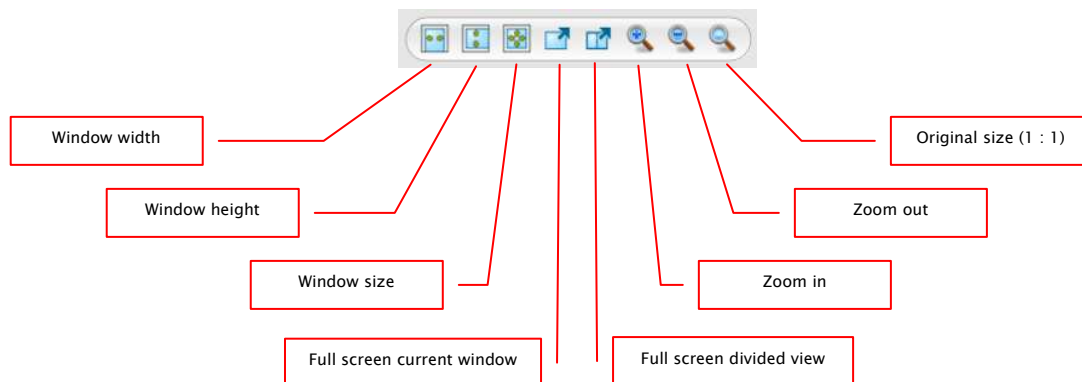 Window width
Original size (1 : 1)
Window height
Zoom out
Window size
Zoom in
Full screen current window
Full screen divided view